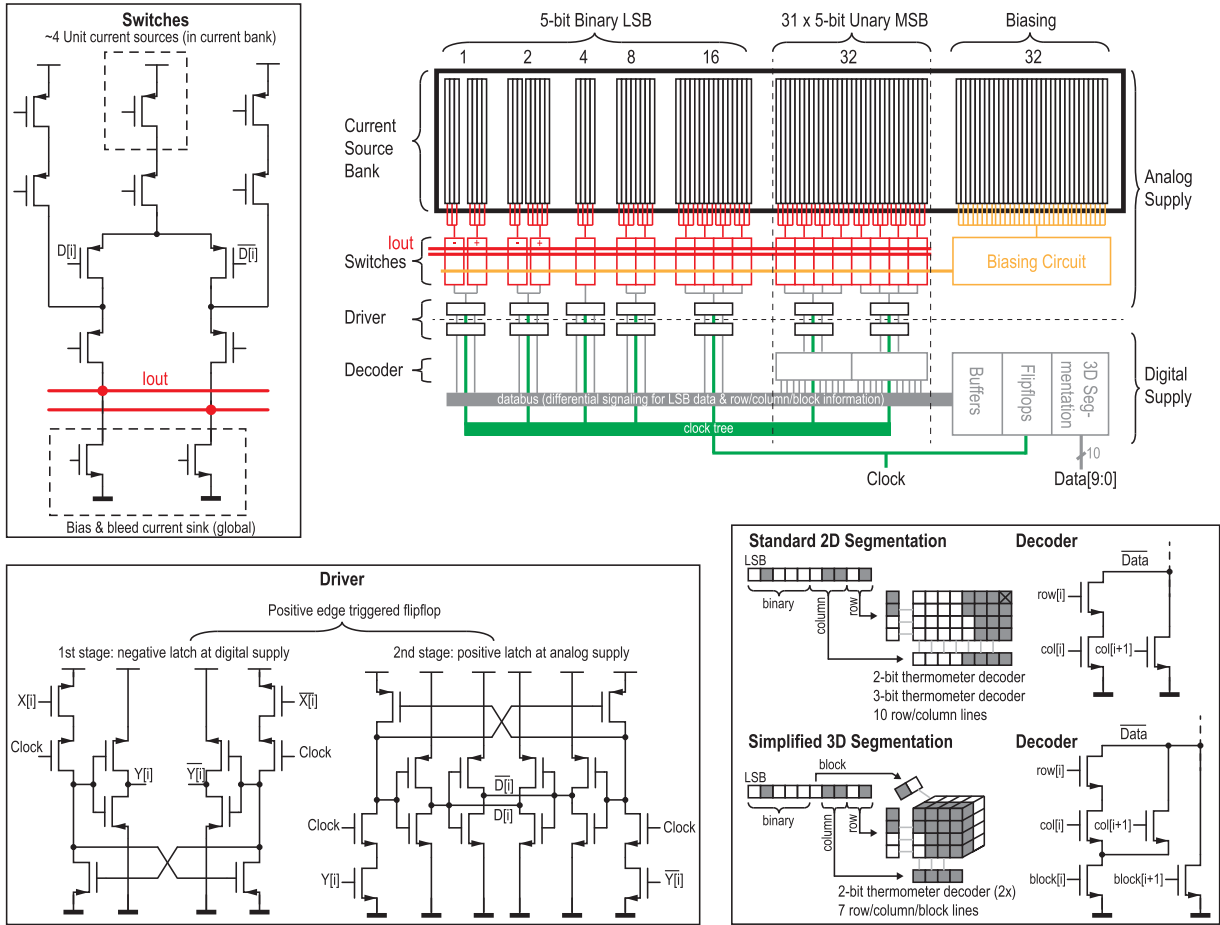 Switches
~4 Unit current sources (in current bank)
D[i]
D[i]
Iout
Bias & bleed current sink (global)
5-bit Binary LSB
31 x 5-bit Unary MSB
Biasing
1
2
4
8
16
32
32
Current
Source
Bank
Analog
Supply
Iout
Switches
-
+
-
+
Biasing Circuit
Driver
Decoder
Digital
Supply
databus (differential signaling for LSB data & row/column/block information)
clock tree
Buffers
Flipflops
3D Seg-
mentation
10
Clock
Data[9:0]
Driver
Positive edge triggered flipflop
1st stage: negative latch at digital supply
2nd stage: positive latch at analog supply
X[i]
X[i]
Clock
Clock
Y[i]
Y[i]
D[i]
D[i]
Clock
Clock
Y[i]
Y[i]
Standard 2D Segmentation
Decoder
LSB
binary
column
row
2-bit thermometer decoder
3-bit thermometer decoder
10 row/column lines
Data
row[i]
col[i]
col[i+1]
Simplified 3D Segmentation
Decoder
block
LSB
binary
column
row
2-bit thermometer decoder (2x)
7 row/column/block lines
Data
row[i]
col[i]
col[i+1]
block[i]
block[i+1]